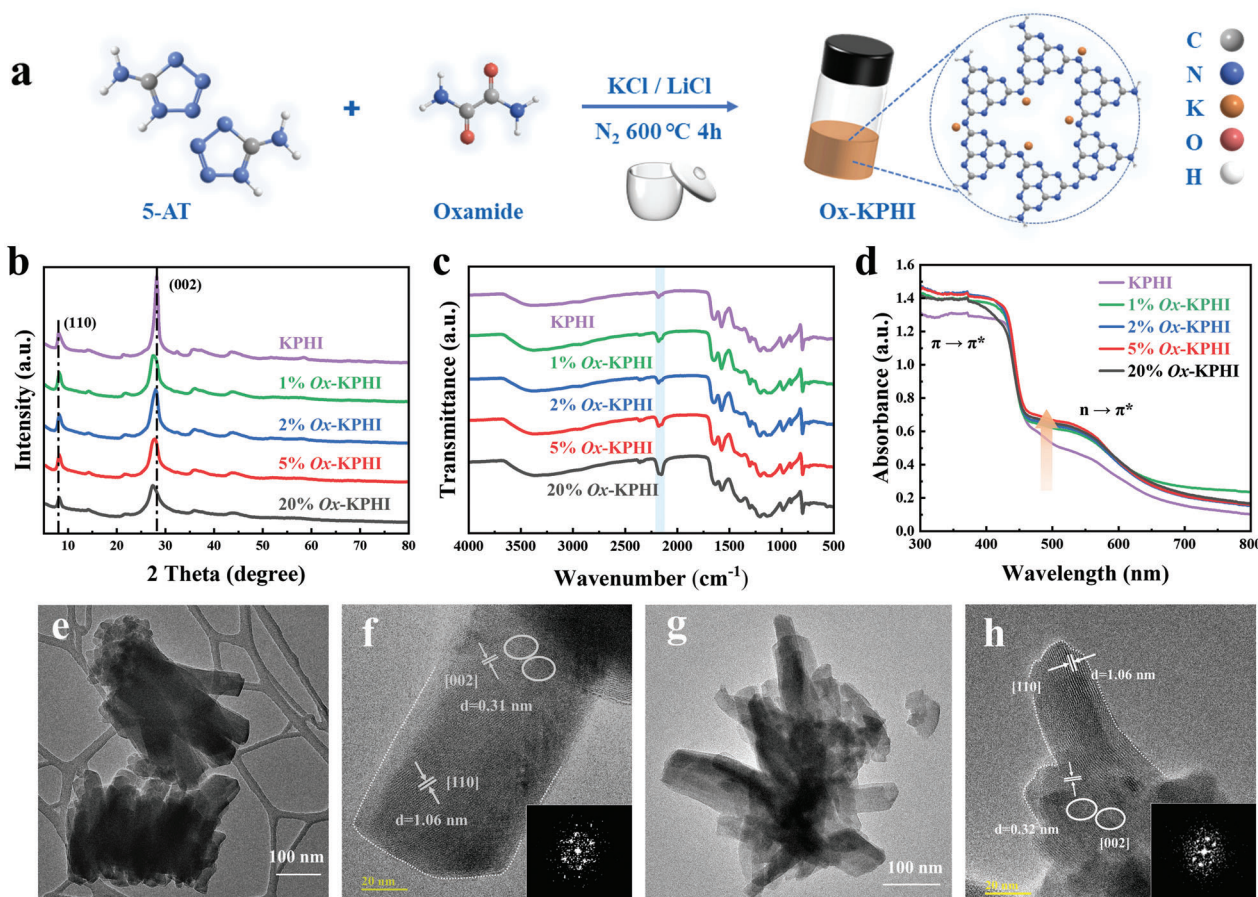 a
5-AT
+
Oxamide
KCl / LiCl
N₂ 600 °C 4h
Ox-KPHI
C
N
K
O
H
b
Intensity (a.u.)
(110)
(002)
KPHI
1% Ox-KPHI
2% Ox-KPHI
5% Ox-KPHI
20% Ox-KPHI
10 20 30 40 50 60 70 80
2 Theta (degree)
c
Transmittance (a.u.)
KPHI
1% Ox-KPHI
2% Ox-KPHI
5% Ox-KPHI
20% Ox-KPHI
4000 3500 3000 2500 2000 1500 1000 500
Wavenumber (cm⁻¹)
d
Absorbance (a.u.)
1.6
1.4
1.2
1.0
0.8
0.6
0.4
0.2
0.0
KPHI
1% Ox-KPHI
2% Ox-KPHI
5% Ox-KPHI
20% Ox-KPHI
π → π*
n → π*
300 400 500 600 700 800
Wavelength (nm)
e
100 nm
f
[002]
d=0.31 nm
[110]
d=1.06 nm
20 nm
g
100 nm
h
[110]
d=1.06 nm
d=0.32 nm
[002]
20 nm